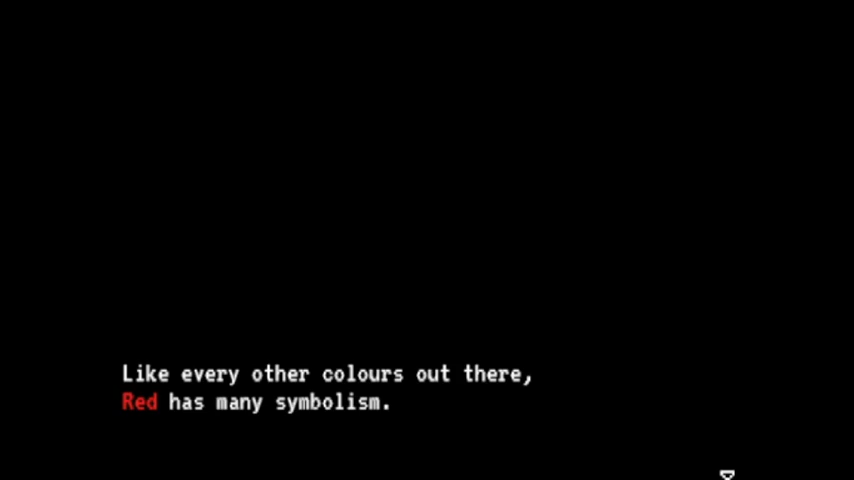 Like every other colours out there,
Red has many symbolism.